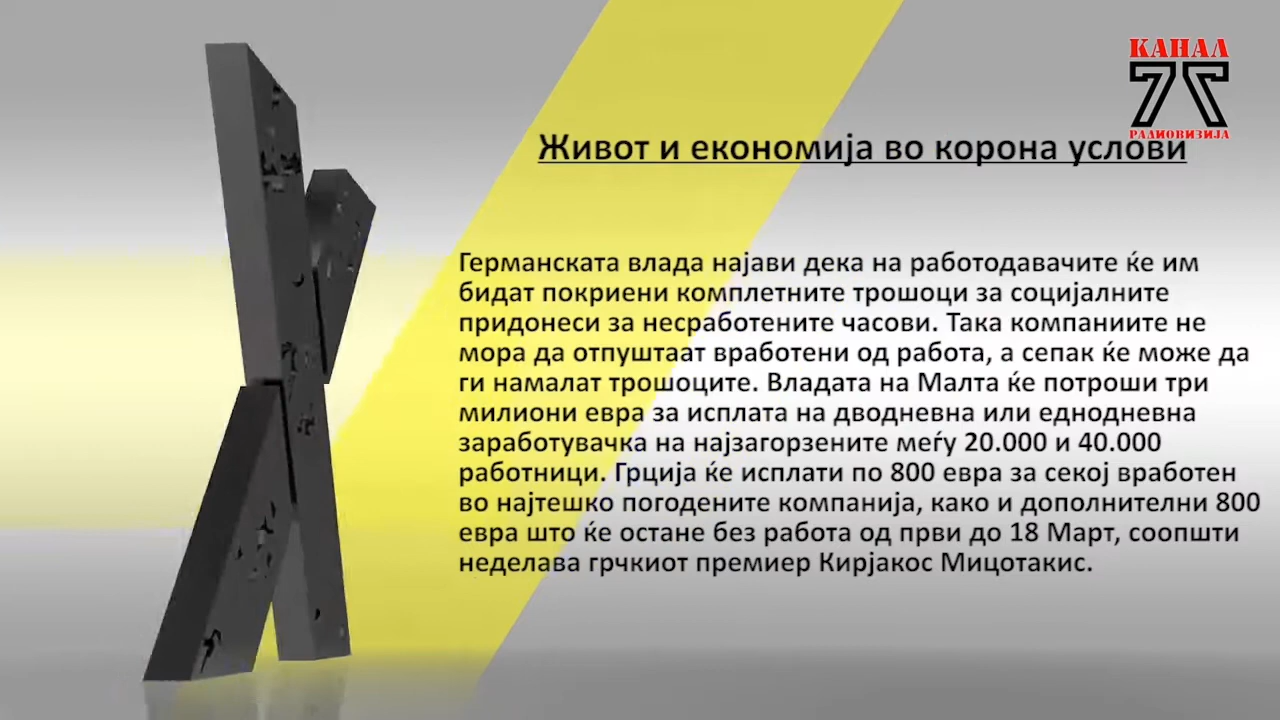 КАНАЛ
77
РАДИОВИЗИЈА
Живот и економија во корона услови
Германската влада најави дека на работодавачите ќе им
бидат покриени комплетните трошоци за социјалните
придонеси за несработените часови. Така компаниите не
мора да отпуштаат вработени од работа, а сепак ќе може да
ги намалат трошоците. Владата на Малта ќе потроши три
милиони евра за исплата на дводневна или еднодневна
заработувачка на најзагорзените меѓу 20.000 и 40.000
работници. Грција ќе исплати по 800 евра за секој вработен
во најтешко погодените компанија, како и дополнителни 800
евра што ќе остане без работа од први до 18 Март, соопшти
неделава грчкиот премиер Кирјакос Мицотакис.